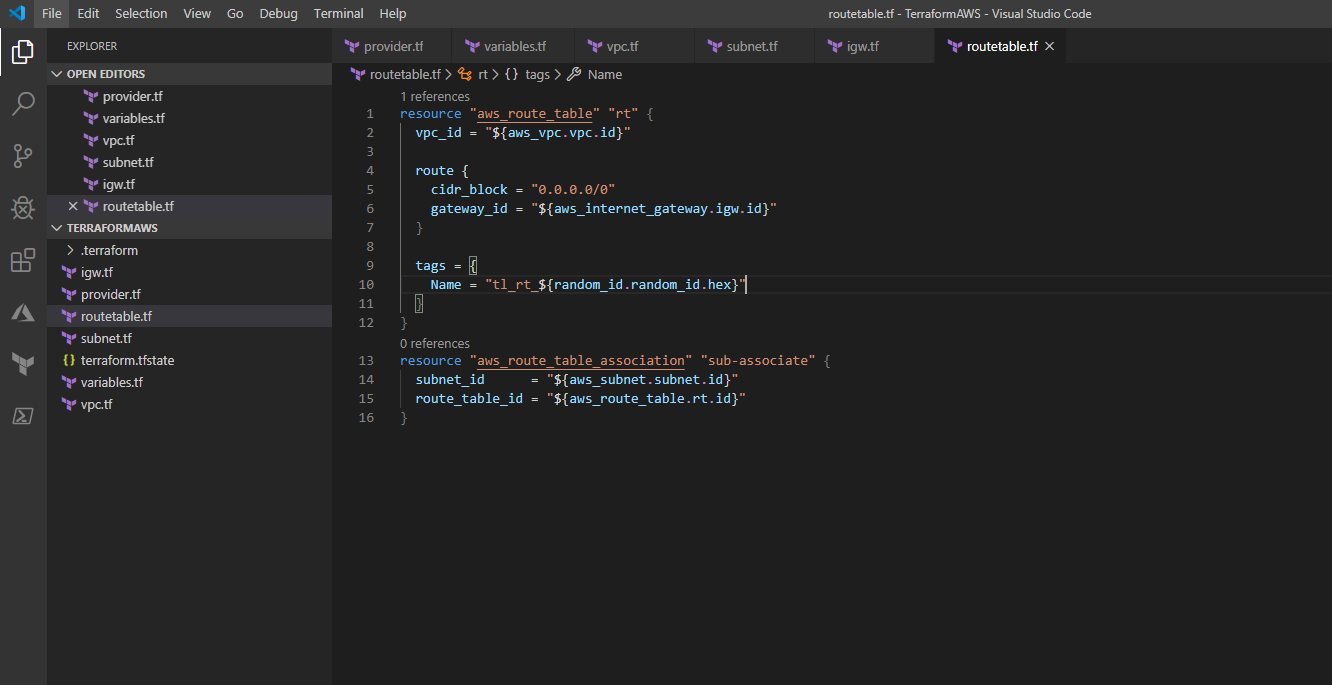 File Edit Selection View Go Debug Terminal Help
routetable.tf - TerraformAWS - Visual Studio Code
EXPLORER
OPEN EDITORS
provider.tf
variables.tf
vpc.tf
subnet.tf
igw.tf
routetable.tf
TERRAFORMAWS
.terraform
igw.tf
provider.tf
routetable.tf
subnet.tf
{} terraform.tfstate
variables.tf
vpc.tf
provider.tf variables.tf vpc.tf subnet.tf igw.tf routetable.tf
routetable.tf > rt > {} tags > Name
1 references
1 resource "aws_route_table" "rt" {
2 vpc_id = "${aws_vpc.vpc.id}"
3
4 route {
5 cidr_block = "0.0.0.0/0"
6 gateway_id = "${aws_internet_gateway.igw.id}"
7 }
8
9 tags = {
10 Name = "tl_rt_${random_id.random_id.hex}"
11 }
12 }
0 references
13 resource "aws_route_table_association" "sub-associate" {
14 subnet_id = "${aws_subnet.subnet.id}"
15 route_table_id = "${aws_route_table.rt.id}"
16 }